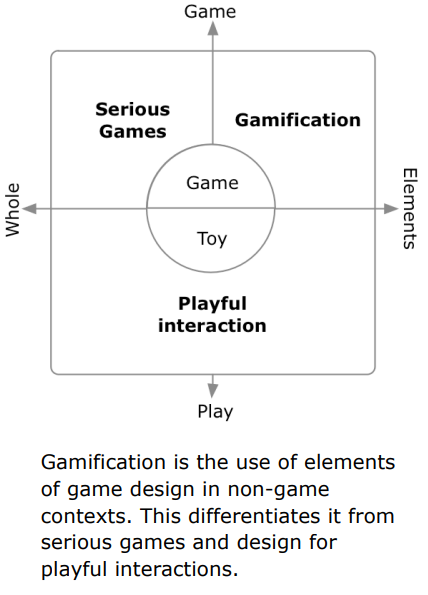 Game
Serious
Games
Gamification
Game
Whole
Elements
Toy
Playful
interaction
Play
Gamification is the use of elements
of game design in non-game
contexts. This differentiates it from
serious games and design for
playful interactions.